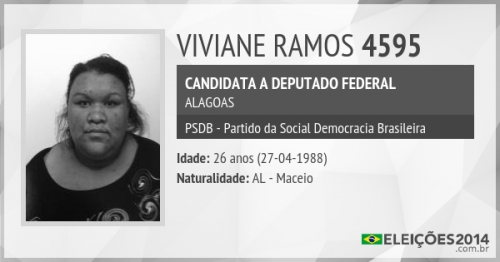 VIVIANE RAMOS 4595
CANDIDATA A DEPUTADO FEDERAL
ALAGOAS
PSDB - Partido da Social Democracia Brasileira
Idade: 26 anos (27-04-1988)
Naturalidade: AL - Maceio
ELEIÇÕES2014
.com.br